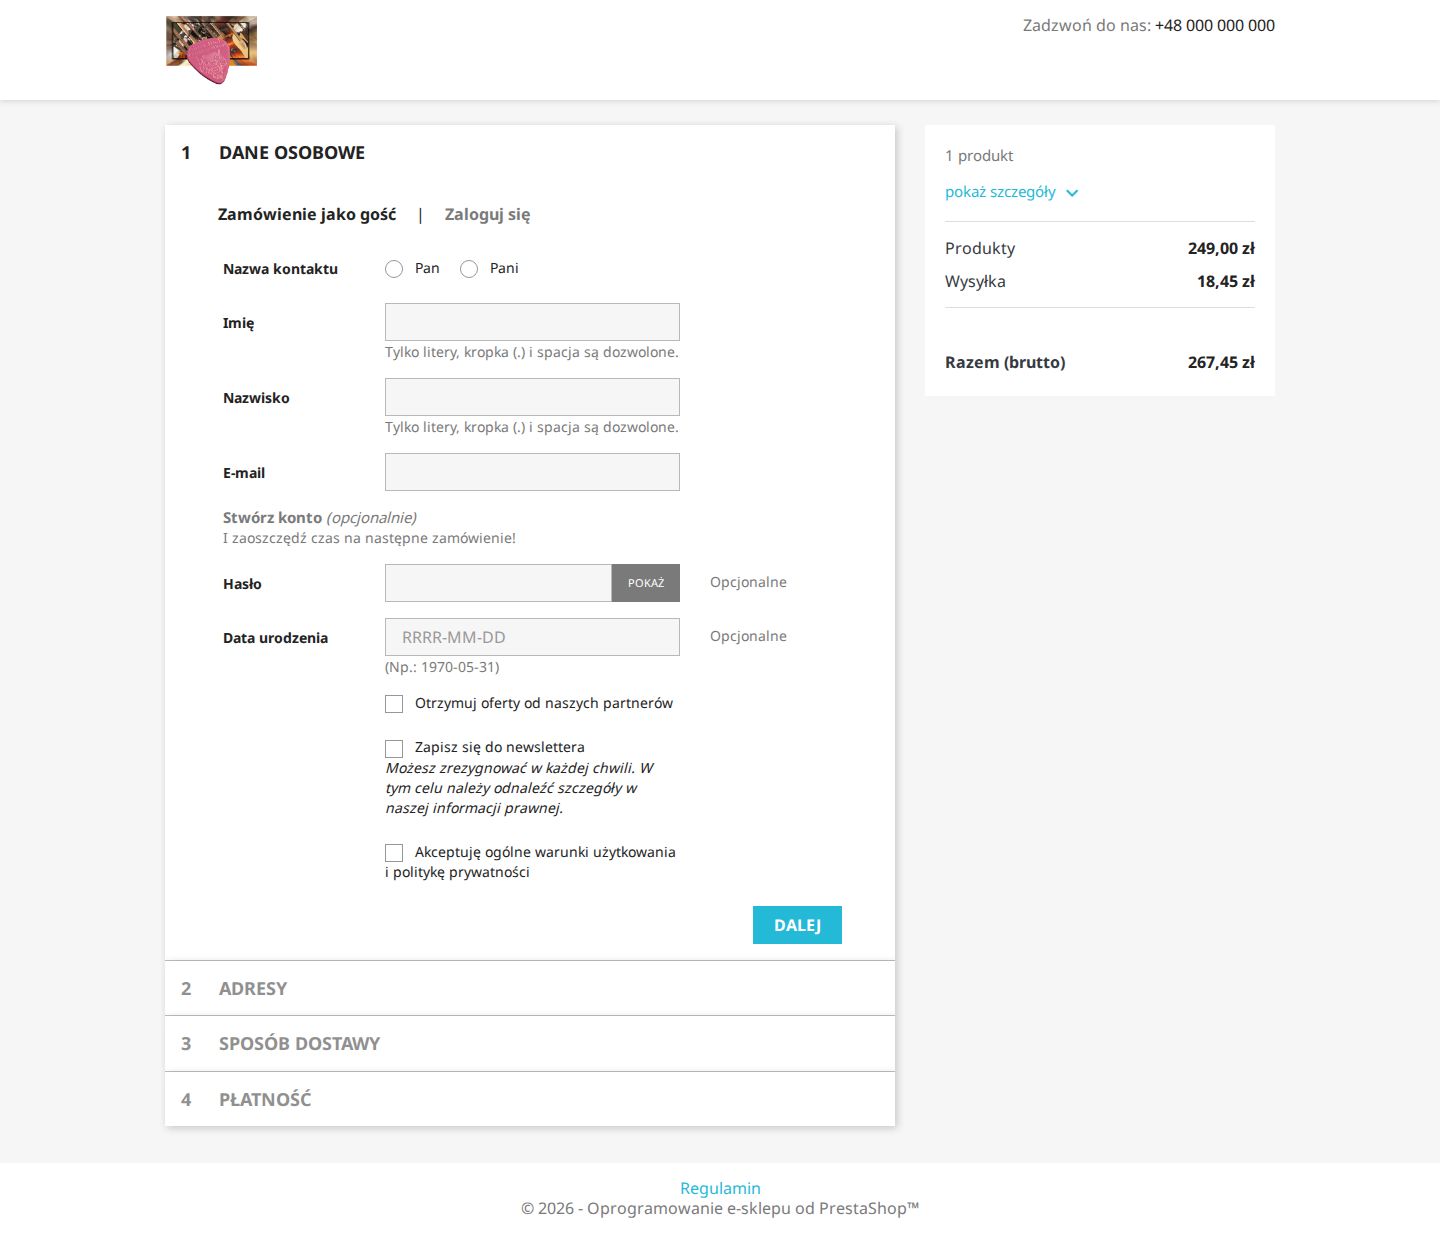 Zadzwoń do nas: +48 000 000 000
1 DANE OSOBOWE
Zamówienie jako gość | Zaloguj się
Nazwa kontaktu Pan Pani
Imię
Tylko litery, kropka (.) i spacja są dozwolone.
Nazwisko
Tylko litery, kropka (.) i spacja są dozwolone.
E-mail
Stwórz konto (opcjonalnie)
I zaoszczędź czas na następne zamówienie!
Hasło POKAŻ Opcjonalne
Data urodzenia RRRR-MM-DD Opcjonalne
(Np.: 1970-05-31)
Otrzymuj oferty od naszych partnerów
Zapisz się do newslettera
Możesz zrezygnować w każdej chwili. W
tym celu należy odnaleźć szczegóły w
naszej informacji prawnej.
Akceptuję ogólne warunki użytkowania
i politykę prywatności
DALEJ
2 ADRESY
3 SPOSÓB DOSTAWY
4 PŁATNOŚĆ
1 produkt
pokaż szczegóły
Produkty 249,00 zł
Wysyłka 18,45 zł
Razem (brutto) 267,45 zł
Regulamin
© 2026 - Oprogramowanie e-sklepu od PrestaShop™